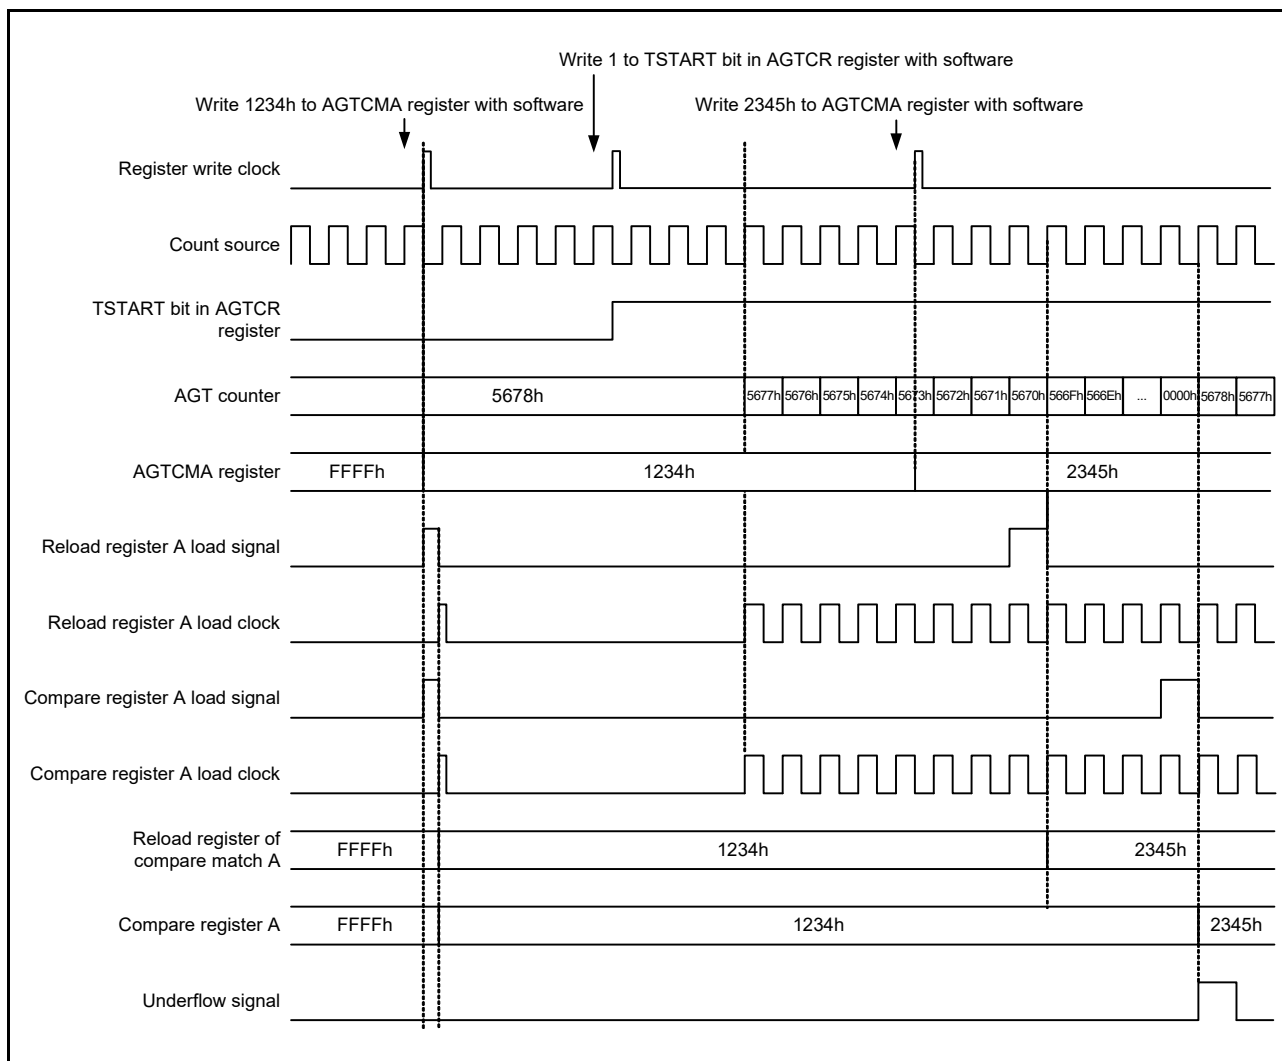 Write 1 to TSTART bit in AGTCR register with software
Write 1234h to AGTCMA register with software
Write 2345h to AGTCMA register with software
Register write clock
Count source
TSTART bit in AGTCR
register
AGT counter
5678h
5677h 5676h 5675h 5674h 5673h 5672h 5671h 5670h 566Fh 566Eh ... 0000h 5678h 5677h
AGTCMA register
FFFFh
1234h
2345h
Reload register A load signal
Reload register A load clock
Compare register A load signal
Compare register A load clock
Reload register of
compare match A
FFFFh
1234h
2345h
Compare register A
FFFFh
1234h
2345h
Underflow signal